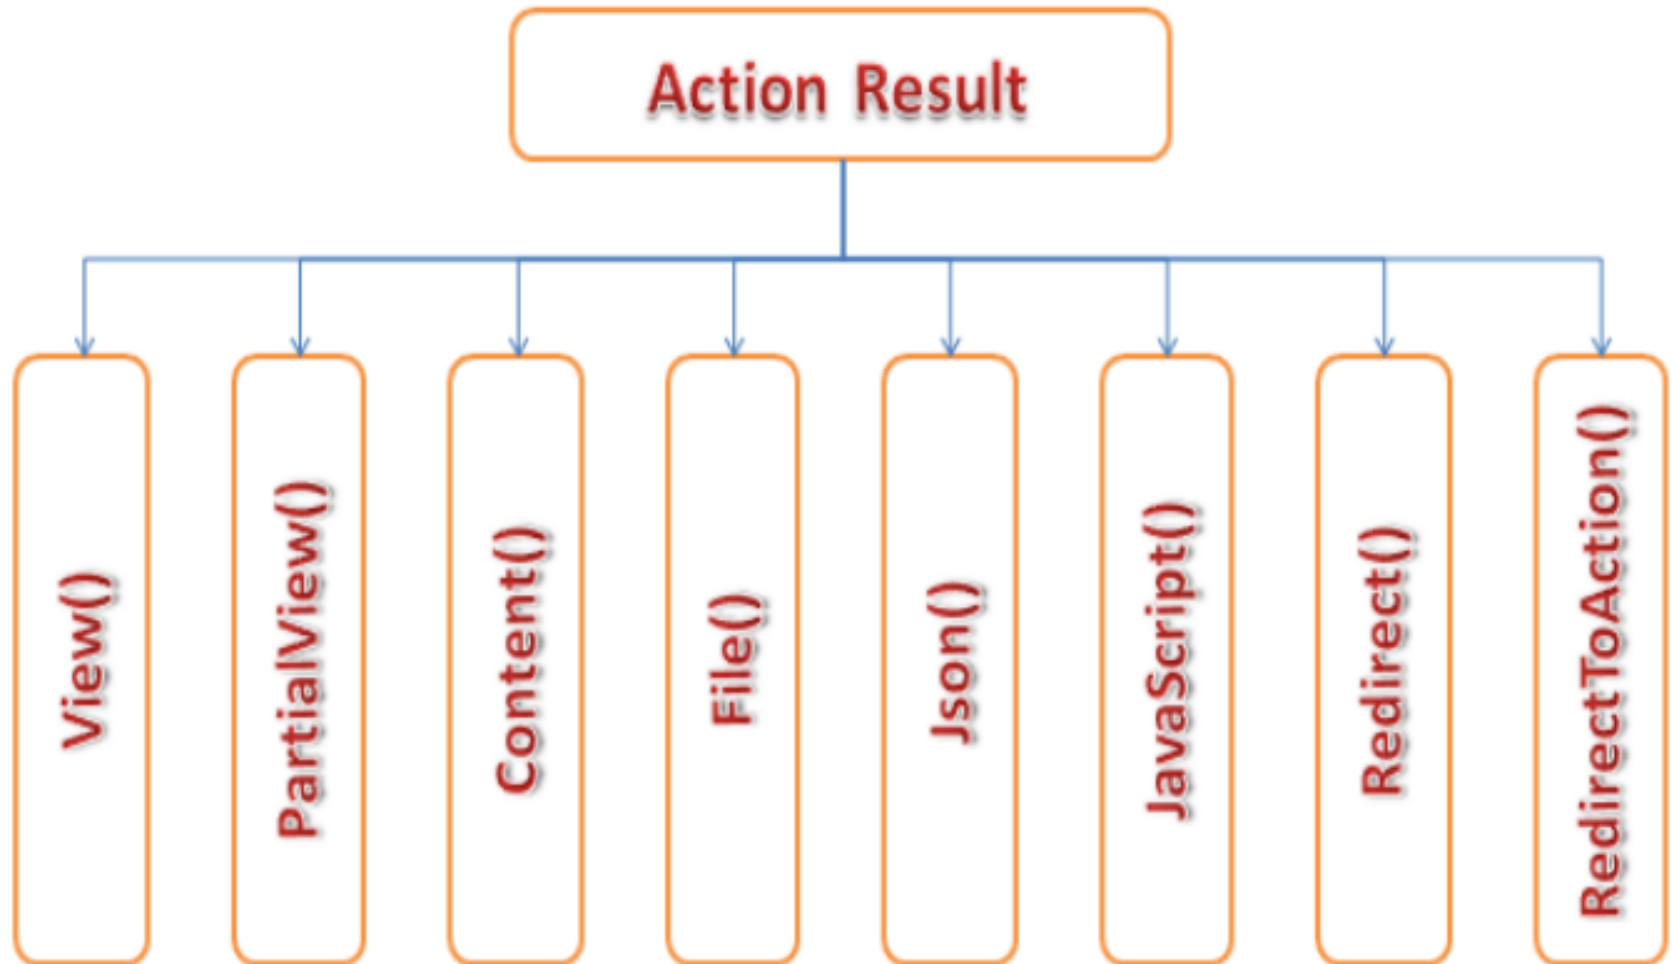 Action Result
View()
PartialView()
Content()
File()
Json()
JavaScript()
Redirect()
RedirectToAction()